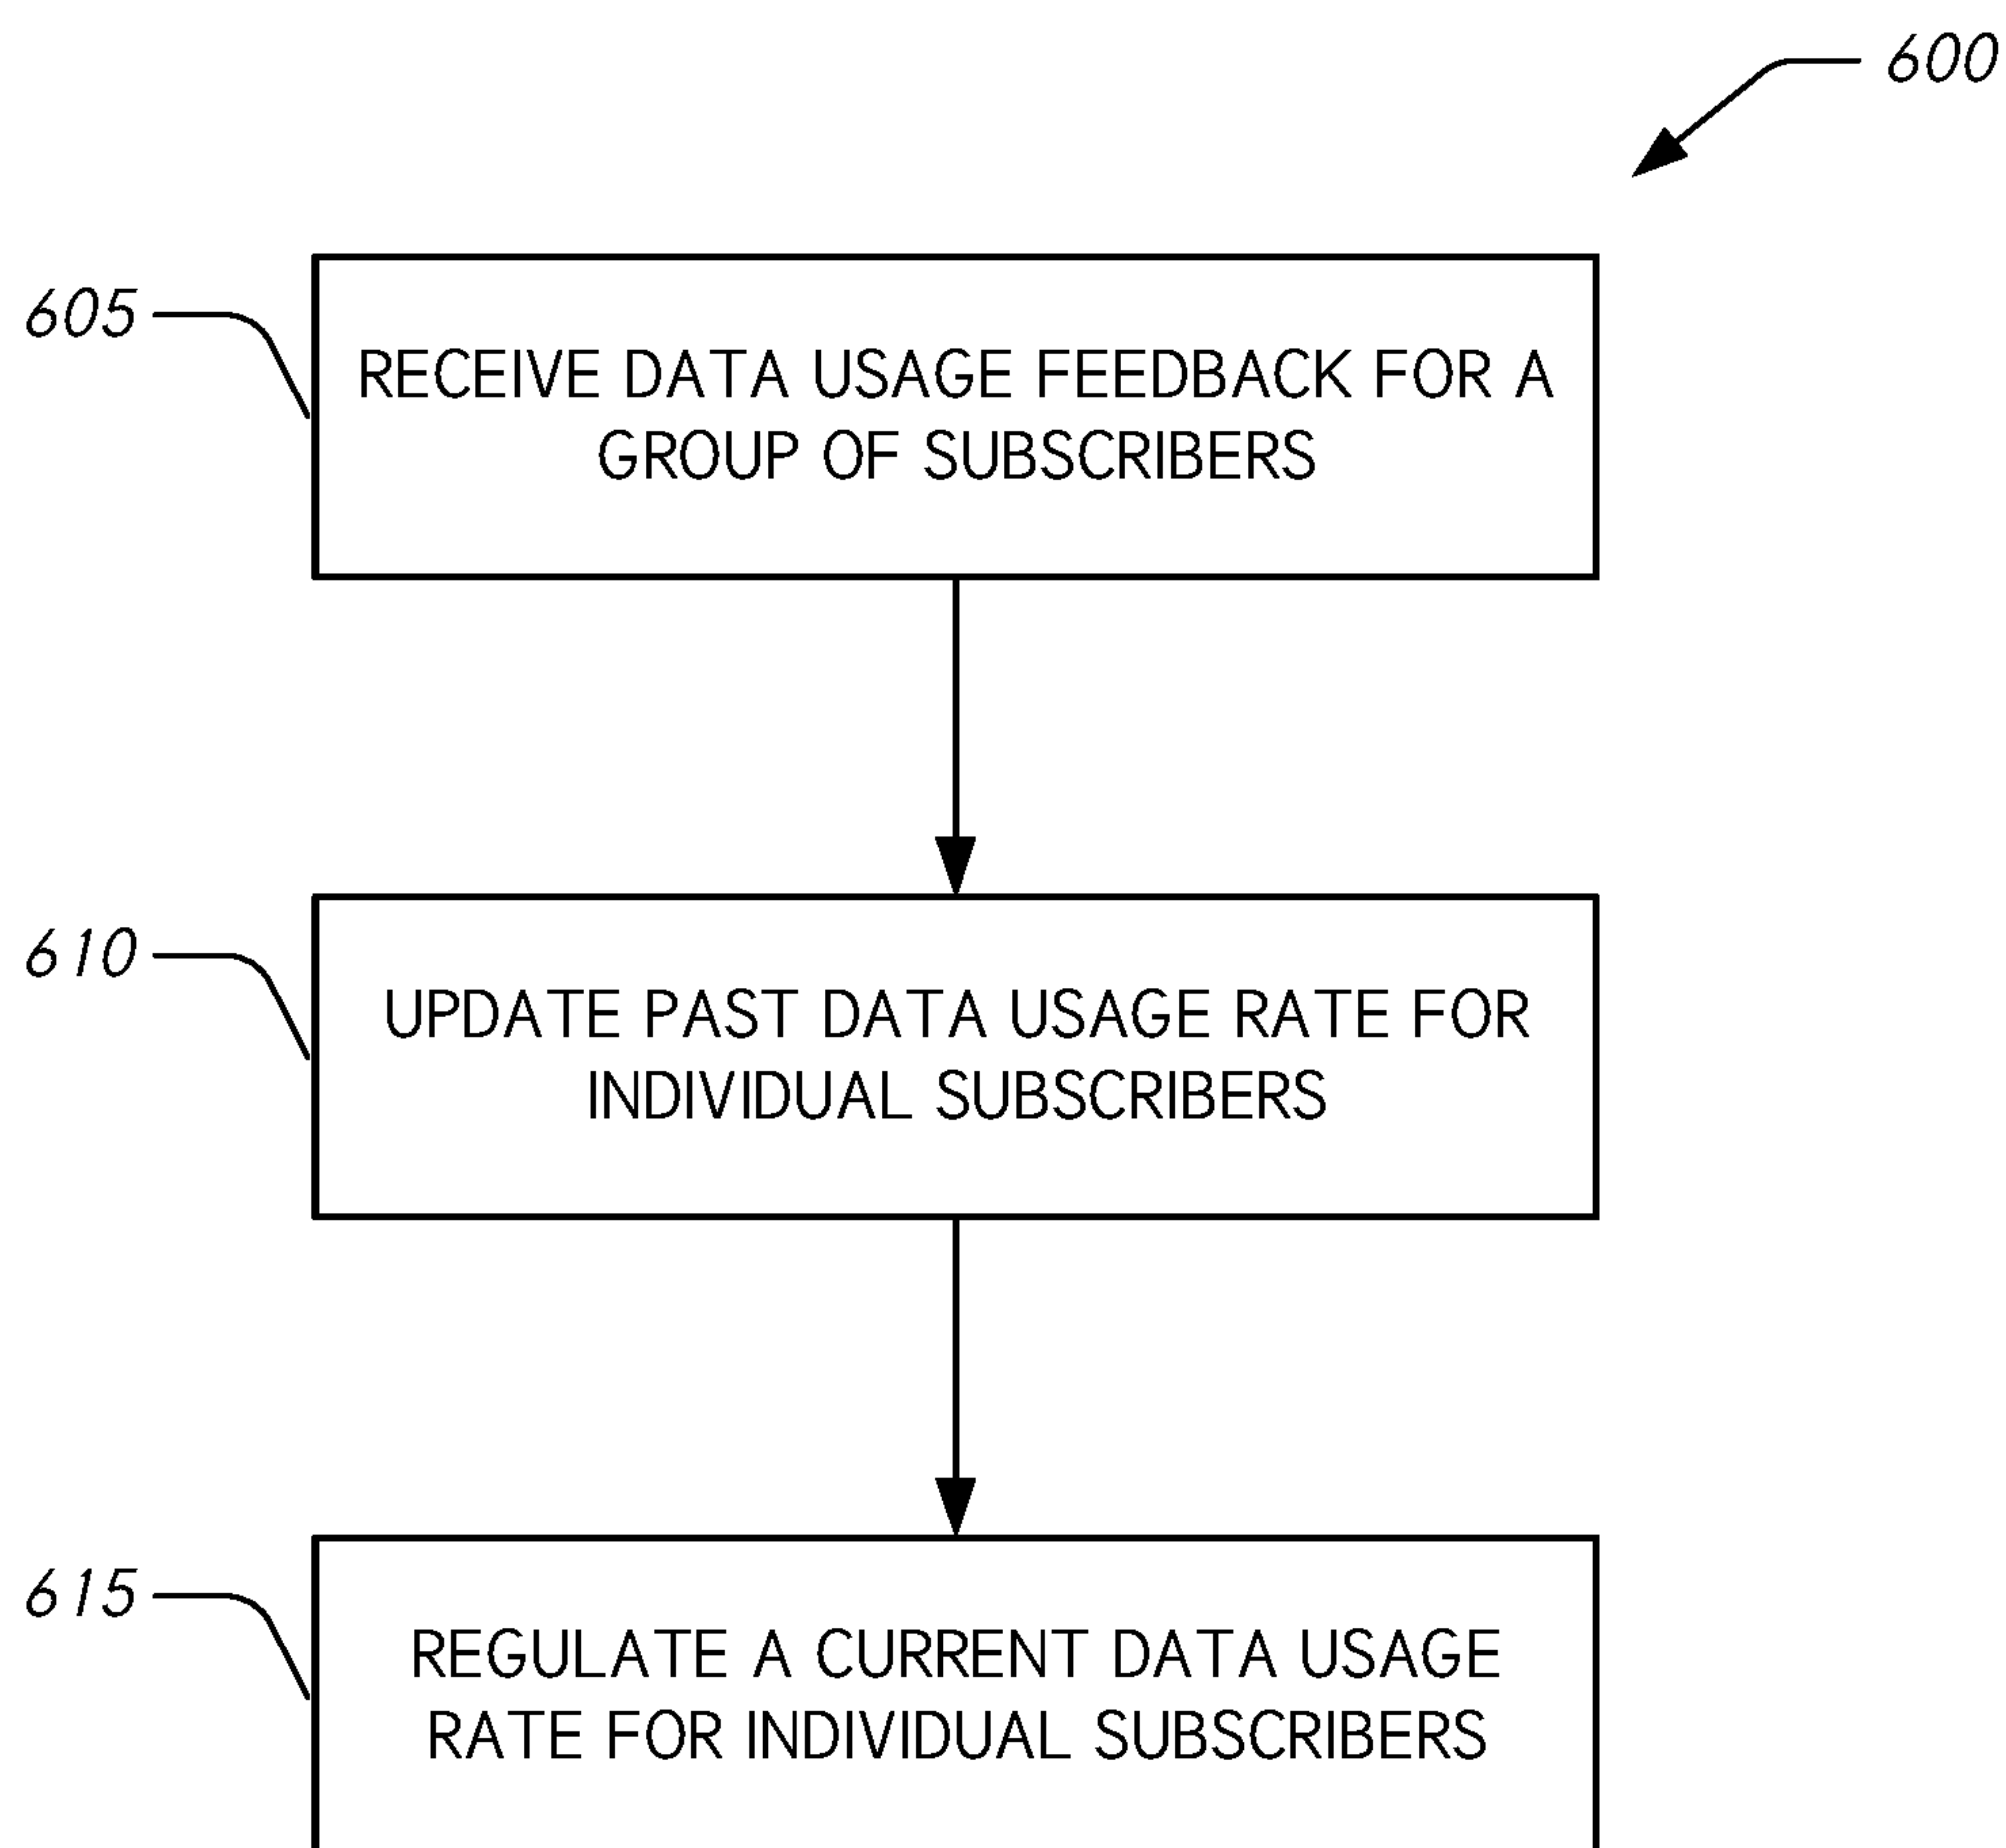 600
605
RECEIVE DATA USAGE FEEDBACK FOR A
GROUP OF SUBSCRIBERS
610
UPDATE PAST DATA USAGE RATE FOR
INDIVIDUAL SUBSCRIBERS
615
REGULATE A CURRENT DATA USAGE
RATE FOR INDIVIDUAL SUBSCRIBERS